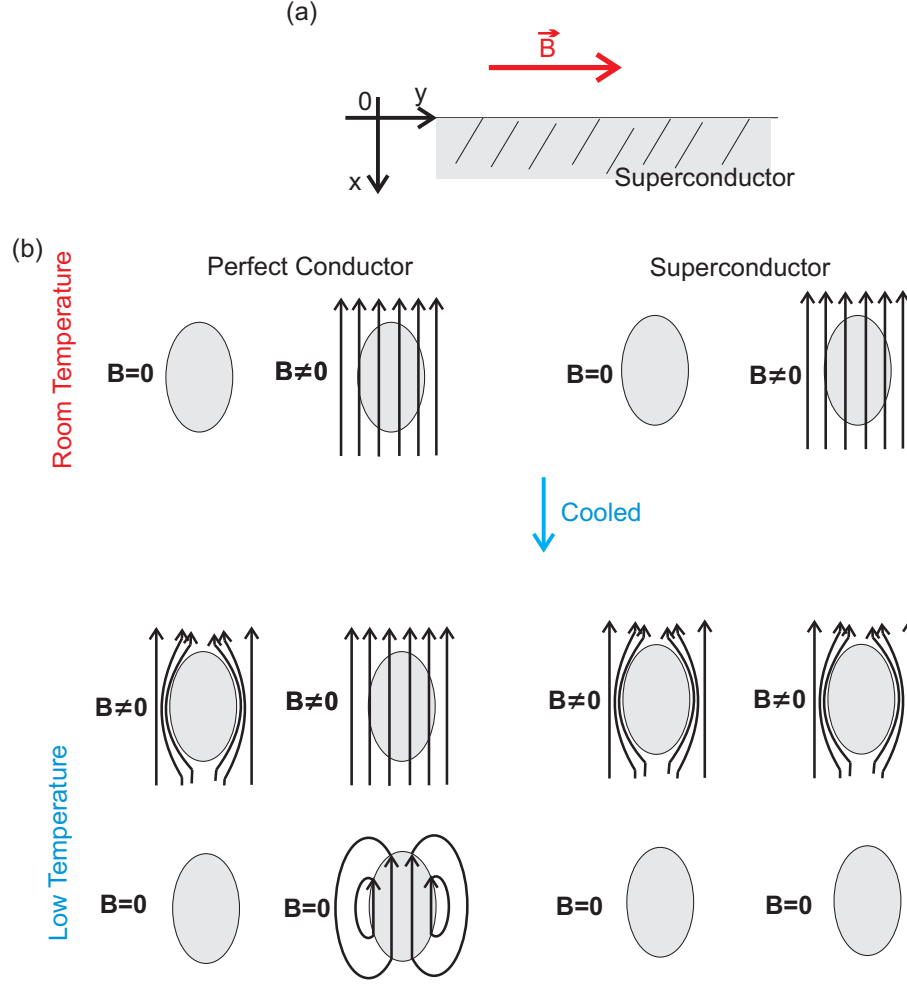 (a)
B
0
y
x
Superconductor
(b)
Perfect Conductor
Superconductor
Room Temperature
B=0
B≠0
B=0
B≠0
Cooled
Low Temperature
B≠0
B≠0
B≠0
B≠0
B=0
B=0
B=0
B=0